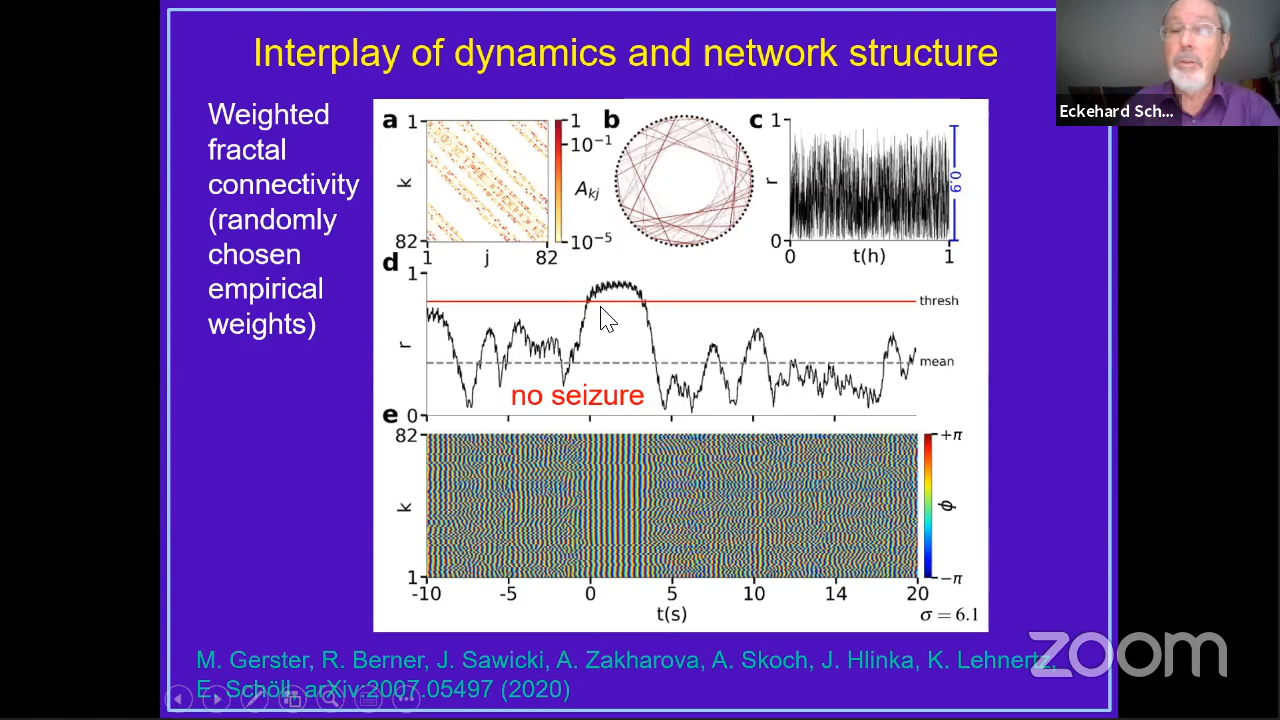 Interplay of dynamics and network structure
Eckehard Sch...
Weighted
fractal
connectivity
(randomly
chosen
empirical
weights)
a
1
k
82
1
j
82
1
10⁻¹
Aₖⱼ
10⁻⁵
b
c
1
r
0
0
t(h)
1
0.9
d
1
r
0
thresh
mean
no seizure
e
82
k
1
-10
-5
0
5
10
14
20
t(s)
+π
ϕ
−π
σ = 6.1
zoom
M. Gerster, R. Berner, J. Sawicki, A. Zakharova, A. Skoch, J. Hlinka, K. Lehnertz,
E. Schöll, arXiv:2007.05497 (2020)